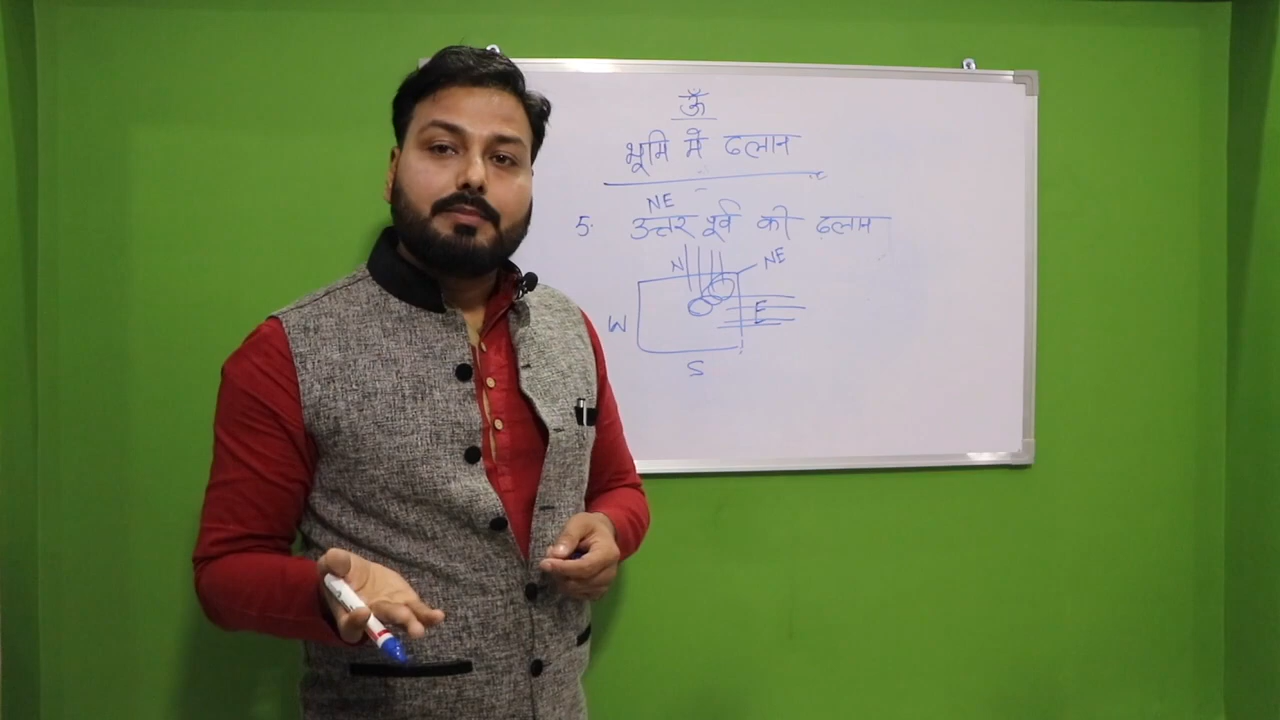 ॐ
भूमि में ढलान
NE
5. उत्तर पूर्व की ढलान
N NE
W E
S